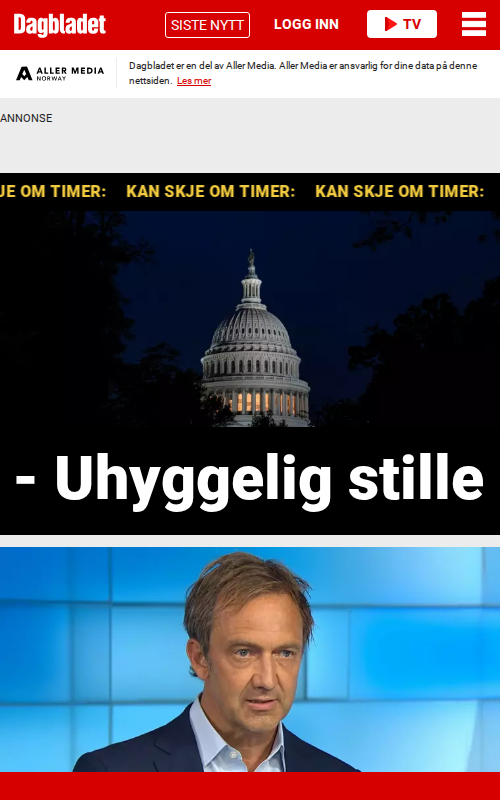 Dagbladet
SISTE NYTT
LOGG INN
TV
ALLER MEDIA
NORWAY
Dagbladet er en del av Aller Media. Aller Media er ansvarlig for dine data på denne
nettsiden. Les mer
ANNONSE
JE OM TIMER: KAN SKJE OM TIMER: KAN SKJE OM TIMER:
- Uhyggelig stille